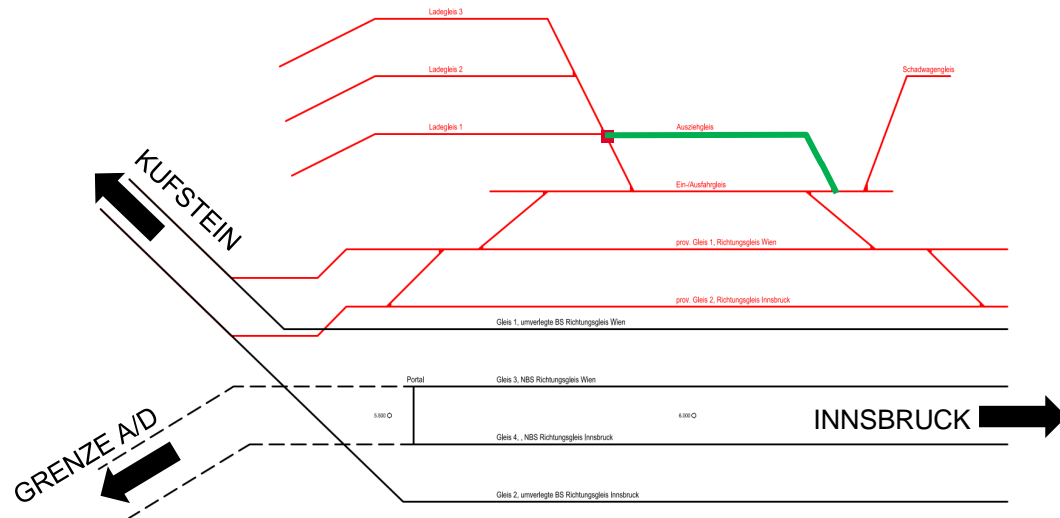 Ladegleis 3
Ladegleis 2
Schadwagengleis
Ladegleis 1
Ausziehgleis
KUFSTEIN
Ein-/Ausfahrgleis
prov. Gleis 1, Richtungsgleis Wien
prov. Gleis 2, Richtungsgleis Innsbruck
Gleis 1, umverlegte BS Richtungsgleis Wien
Portal
Gleis 3, NBS Richtungsgleis Wien
5.500
6.000
INNSBRUCK
GRENZE A/D
Gleis 4, , NBS Richtungsgleis Innsbruck
Gleis 2, umverlegte BS Richtungsgleis Innsbruck